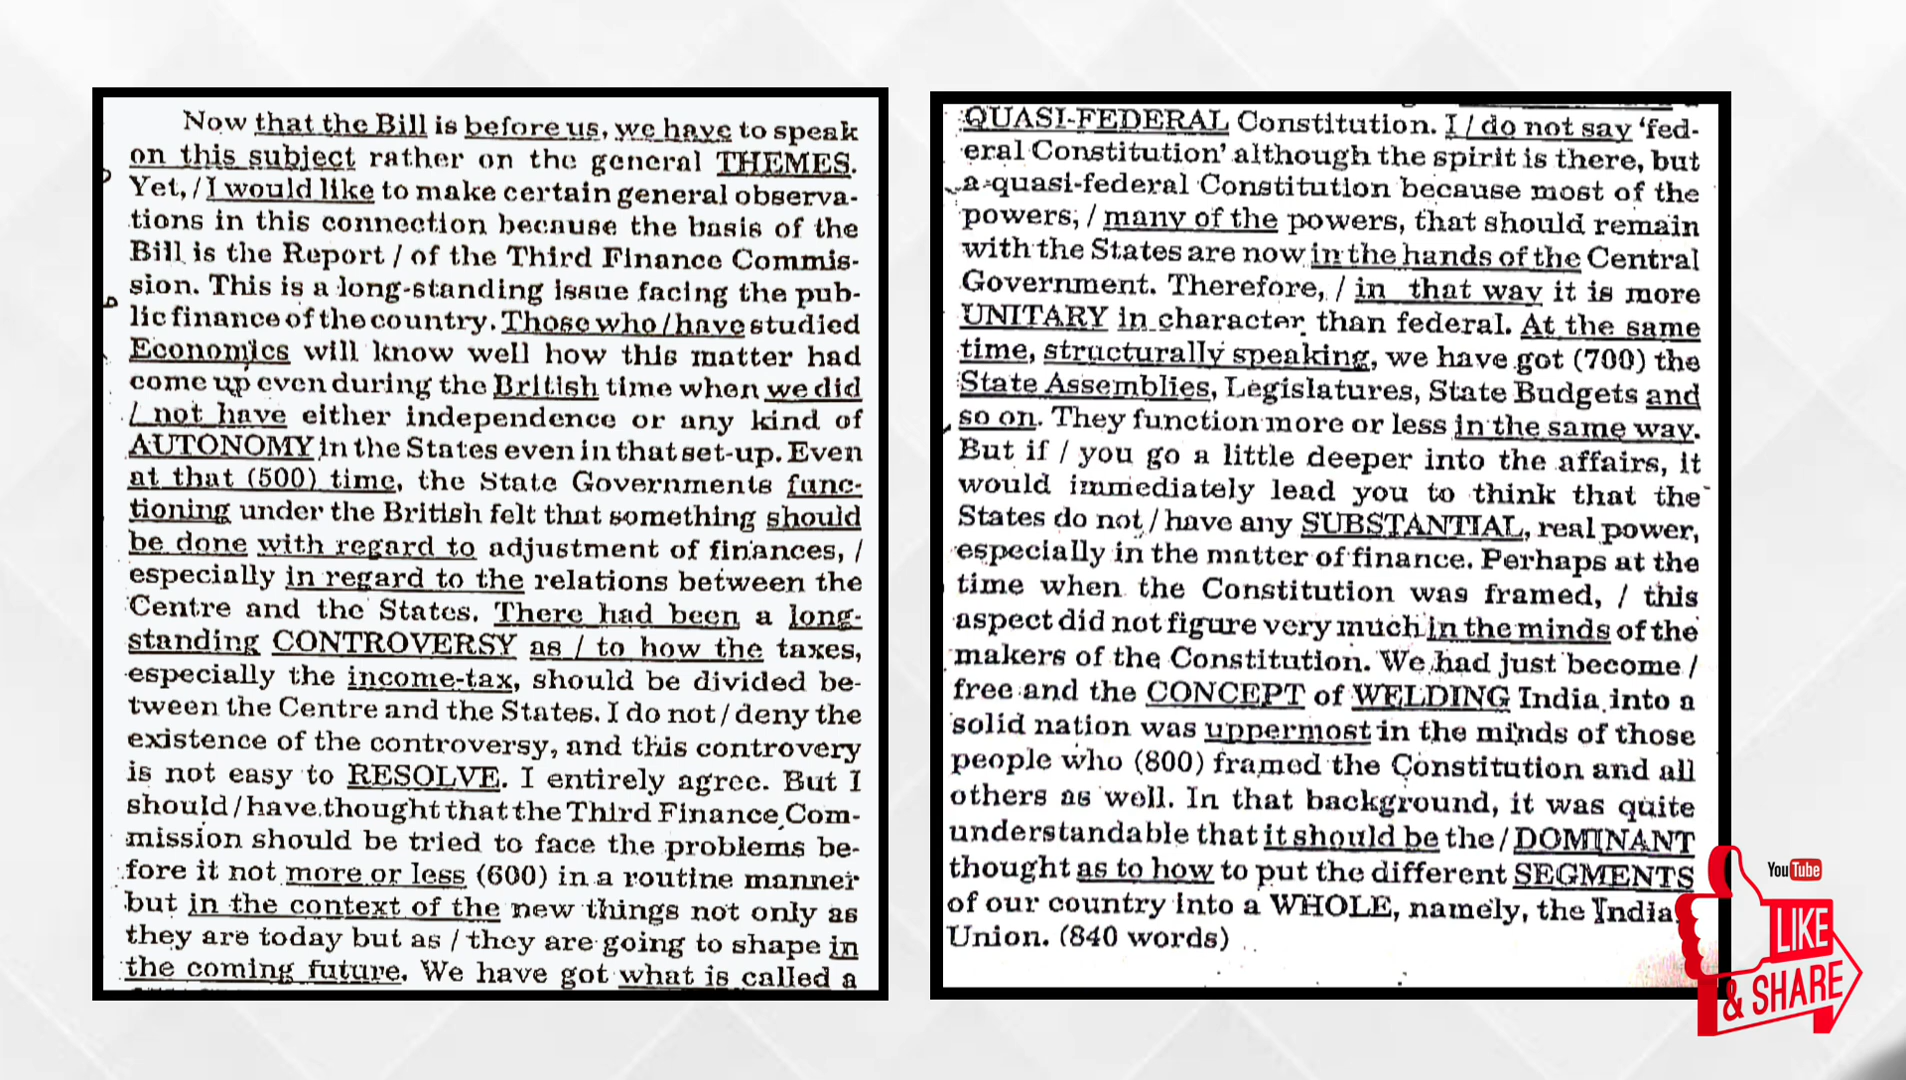 Now that the Bill is before us, we have to speak
on this subject rather on the general THEMES.
Yet, / I would like to make certain general observa-
tions in this connection because the basis of the
Bill is the Report / of the Third Finance Commis-
sion. This is a long-standing issue facing the pub-
lic finance of the country. Those who / have studied
Economics will know well how this matter had
come up even during the British time when we did
/ not have either independence or any kind of
AUTONOMY in the States even in that set-up. Even
at that (500) time, the State Governments func-
tioning under the British felt that something should
be done with regard to adjustment of finances, /
especially in regard to the relations between the
Centre and the States. There had been a long-
standing CONTROVERSY as / to how the taxes,
especially the income-tax, should be divided be-
tween the Centre and the States. I do not / deny the
existence of the controversy, and this controvery
is not easy to RESOLVE. I entirely agree. But I
should / have thought that the Third Finance Com-
mission should be tried to face the problems be-
fore it not more or less (600) in a routine manner
but in the context of the new things not only as
they are today but as / they are going to shape in
the coming future. We have got what is called a
QUASI-FEDERAL Constitution. I / do not say 'fed-
eral Constitution' although the spirit is there, but
a quasi-federal Constitution because most of the
powers, / many of the powers, that should remain
with the States are now in the hands of the Central
Government. Therefore, / in that way it is more
UNITARY in character than federal. At the same
time, structurally speaking, we have got (700) the
State Assemblies, Legislatures, State Budgets and
so on. They function more or less in the same way.
But if / you go a little deeper into the affairs, it
would immediately lead you to think that the
States do not / have any SUBSTANTIAL, real power,
especially in the matter of finance. Perhaps at the
time when the Constitution was framed, / this
aspect did not figure very much in the minds of the
makers of the Constitution. We had just become /
free and the CONCEPT of WELDING India into a
solid nation was uppermost in the minds of those
people who (800) framed the Constitution and all
others as well. In that background, it was quite
understandable that it should be the / DOMINANT
thought as to how to put the different SEGMENTS
of our country into a WHOLE, namely, the India
Union. (840 words)
YouTube
LIKE
& SHARE